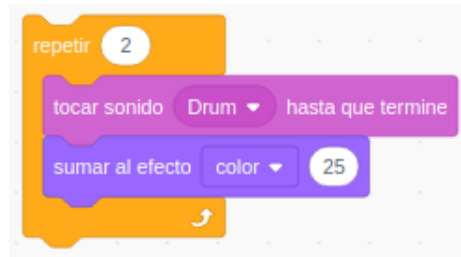 repetir 2
tocar sonido Drum hasta que termine
sumar al efecto color 25